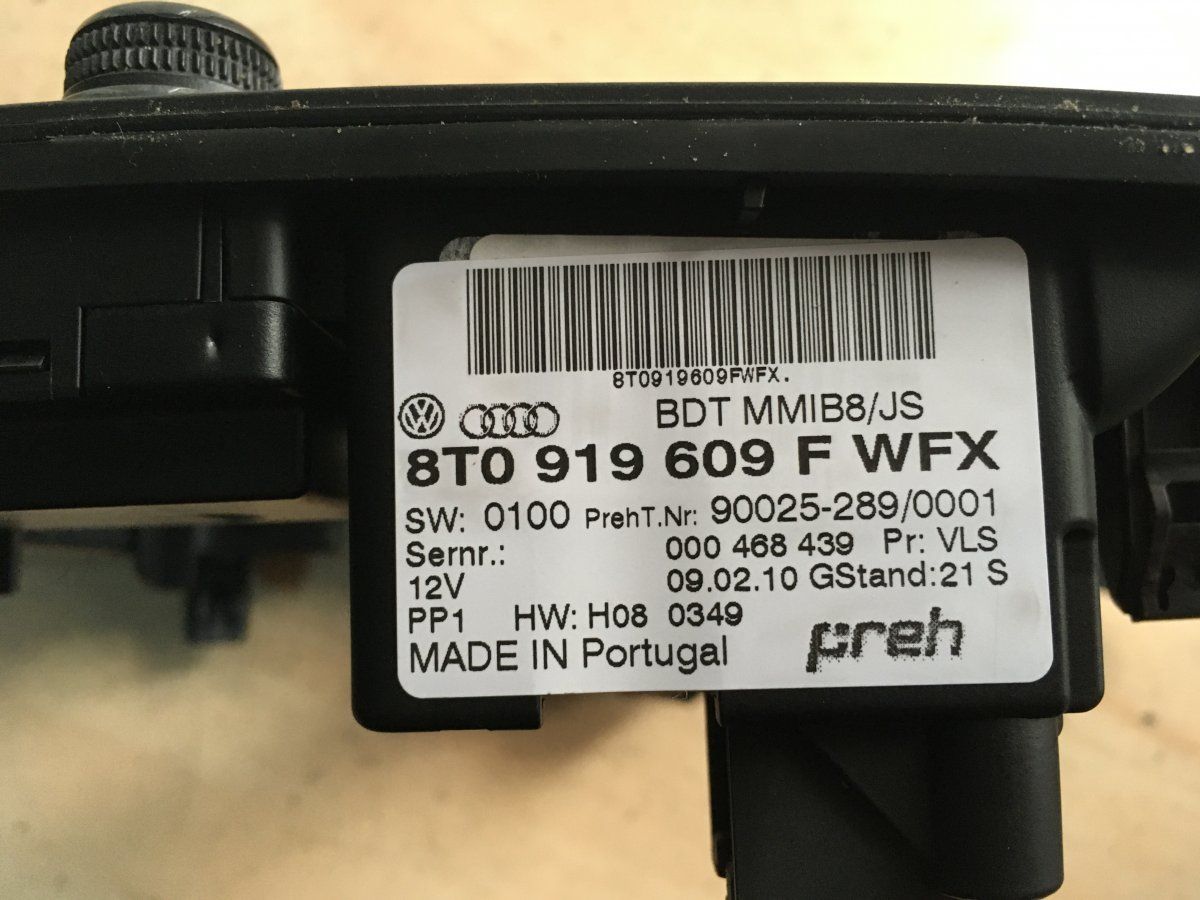 8T0919609FWFX.
BDT MMIB8/JS
8T0 919 609 F WFX
SW: 0100 PrehT.Nr: 90025-289/0001
Sernr.: 000 468 439 Pr: VLS
12V 09.02.10 GStand:21 S
PP1 HW: H08 0349
MADE IN Portugal preh